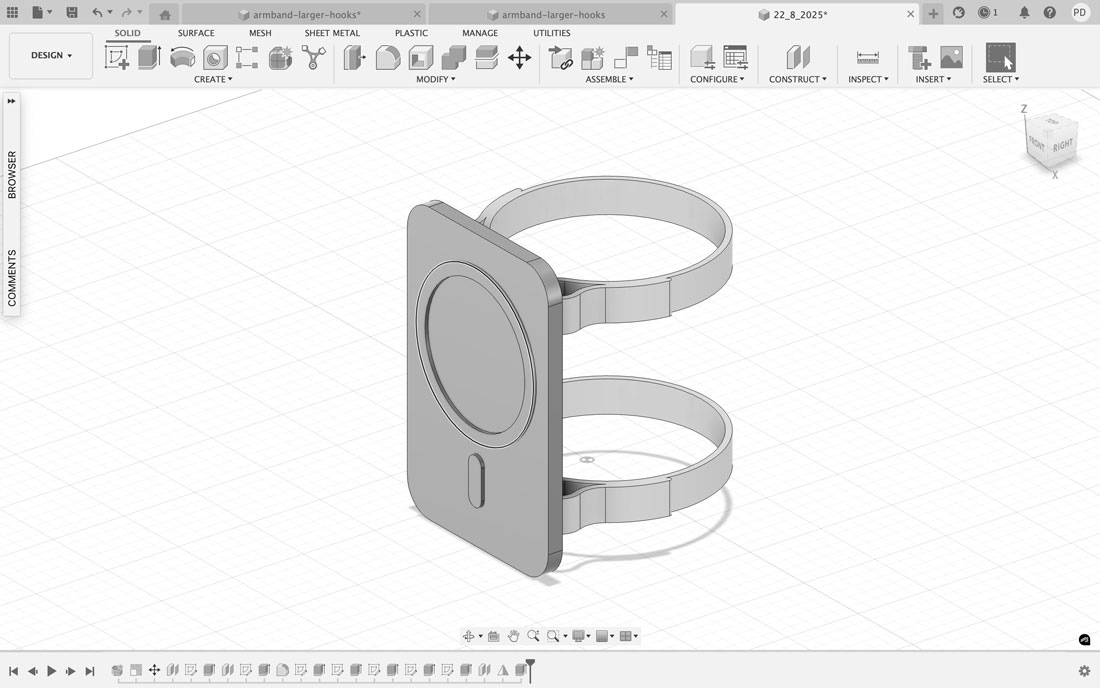 armband-larger-hooks*
armband-larger-hooks
22_8_2025*
1
PD
DESIGN
SOLID
SURFACE
MESH
SHEET METAL
PLASTIC
MANAGE
UTILITIES
CREATE
MODIFY
ASSEMBLE
CONFIGURE
CONSTRUCT
INSPECT
INSERT
SELECT
BROWSER
COMMENTS
Z
TOP
FRONT
RIGHT
X